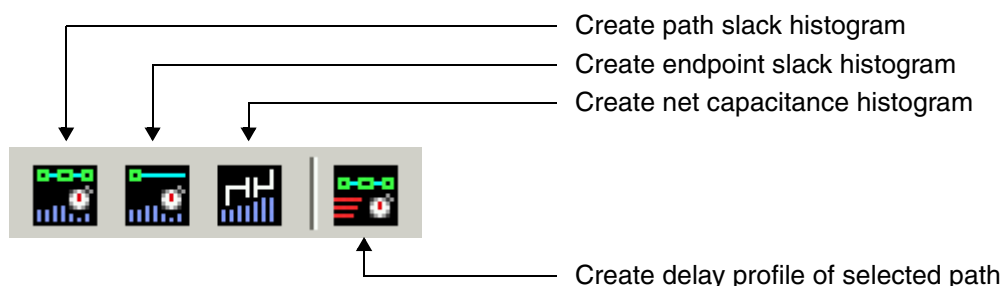 Create path slack histogram
Create endpoint slack histogram
Create net capacitance histogram
Create delay profile of selected path